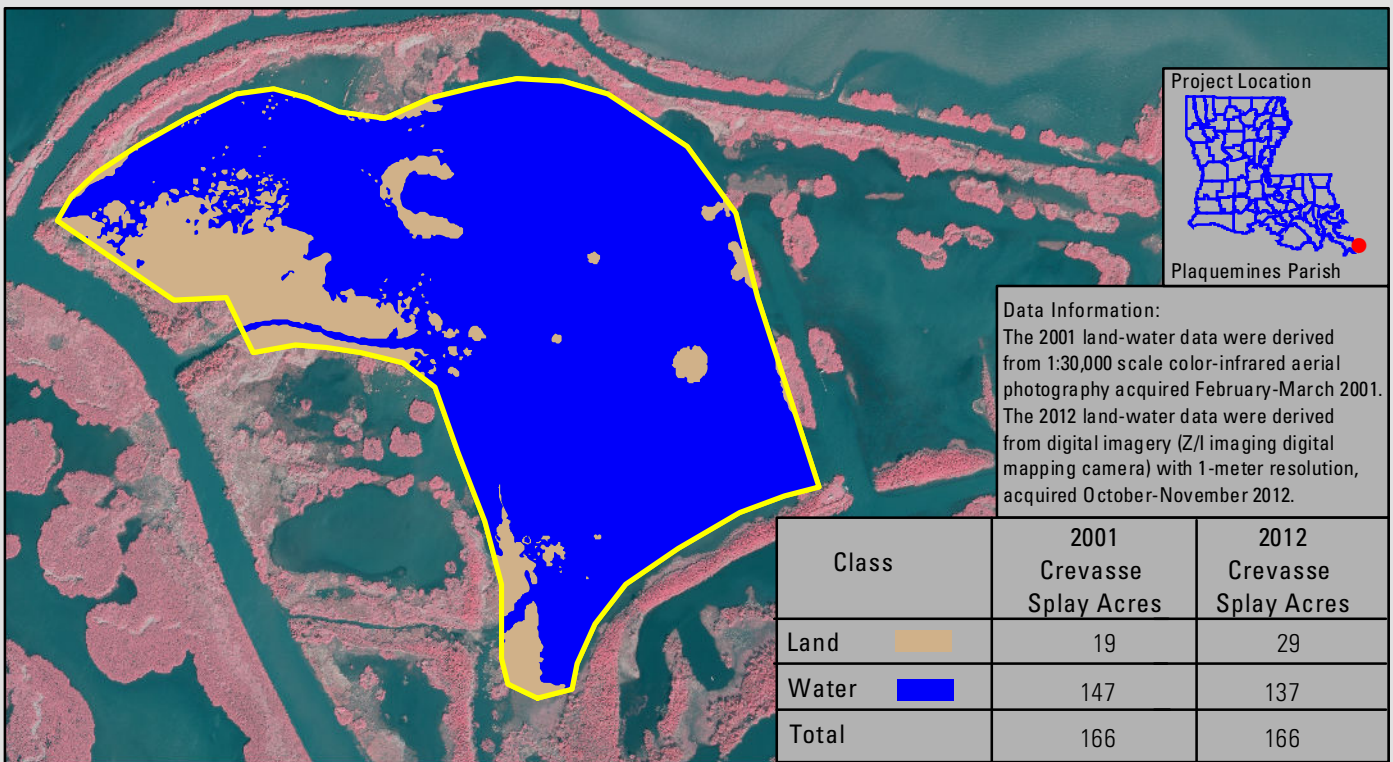 Project Location
Plaquemines Parish
Data Information:
The 2001 land-water data were derived
from 1:30,000 scale color-infrared aerial
photography acquired February-March 2001.
The 2012 land-water data were derived
from digital imagery (Z/I imaging digital
mapping camera) with 1-meter resolution,
acquired October-November 2012.
Class
2001
Crevasse
Splay Acres
2012
Crevasse
Splay Acres
Land 19 29
Water 147 137
Total 166 166